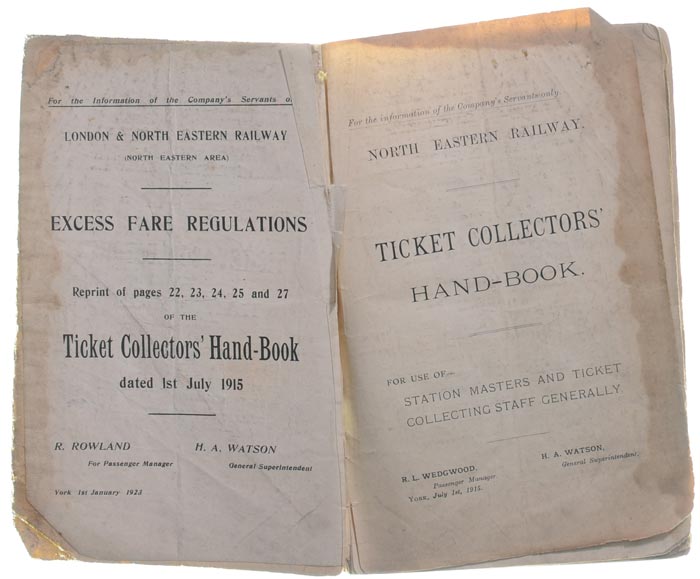 For the Information of the Company's Servants o
LONDON & NORTH EASTERN RAILWAY
(NORTH EASTERN AREA)
EXCESS FARE REGULATIONS
Reprint of pages 22, 23, 24, 25 and 27
OF THE
Ticket Collectors' Hand-Book
dated 1st July 1915
R. ROWLAND
For Passenger Manager
H. A. WATSON
General Superintendent
York 1st January 1923
For the information of the Company's Servants only.
NORTH EASTERN RAILWAY.
TICKET COLLECTORS'
HAND-BOOK.
FOR USE OF—
STATION MASTERS AND TICKET
COLLECTING STAFF GENERALLY.
R. L. WEDGWOOD,
Passenger Manager
H. A. WATSON,
General Superintendent.
YORK, July 1st, 1915.